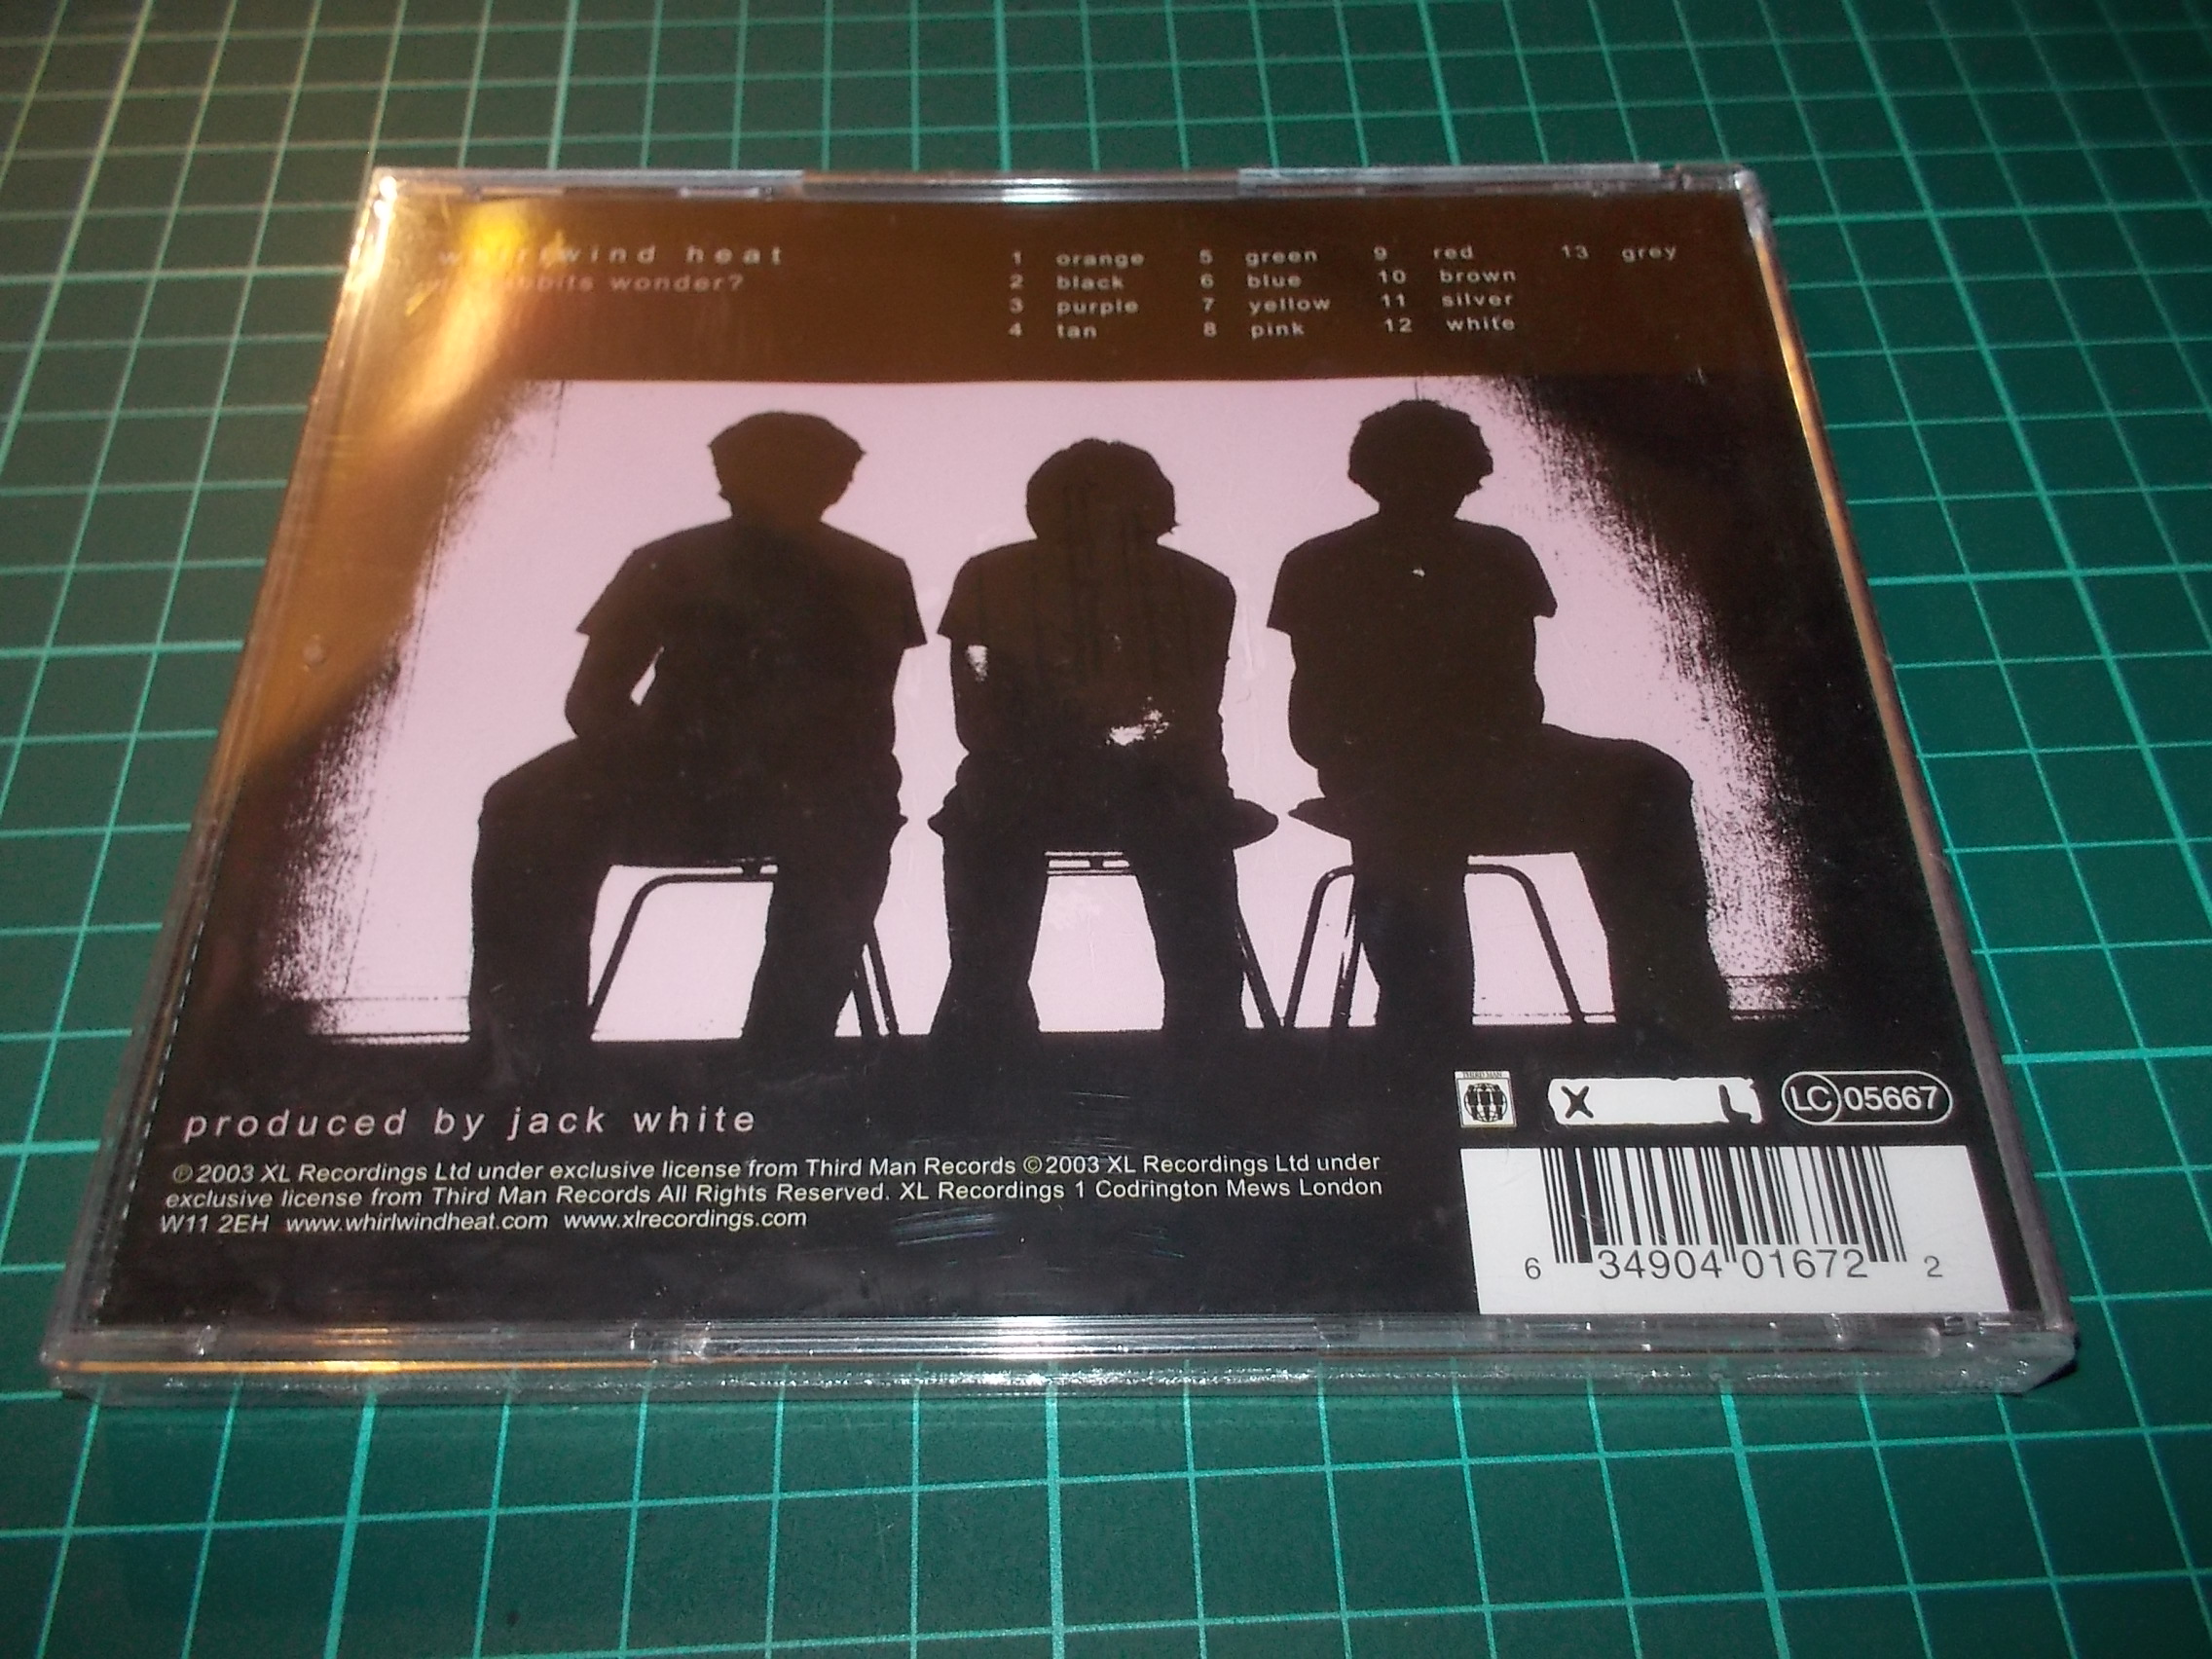 whirlwind heat
rabbits wonder?
1 orange
2 black
3 purple
4 tan
5 green
6 blue
7 yellow
8 pink
9 red
10 brown
11 silver
12 white
13 grey
produced by jack white
℗ 2003 XL Recordings Ltd under exclusive license from Third Man Records © 2003 XL Recordings Ltd under
exclusive license from Third Man Records All Rights Reserved. XL Recordings 1 Codrington Mews London
W11 2EH www.whirlwindheat.com www.xlrecordings.com
THIRD MAN
X L
LC 05667
6 34904 01672 2